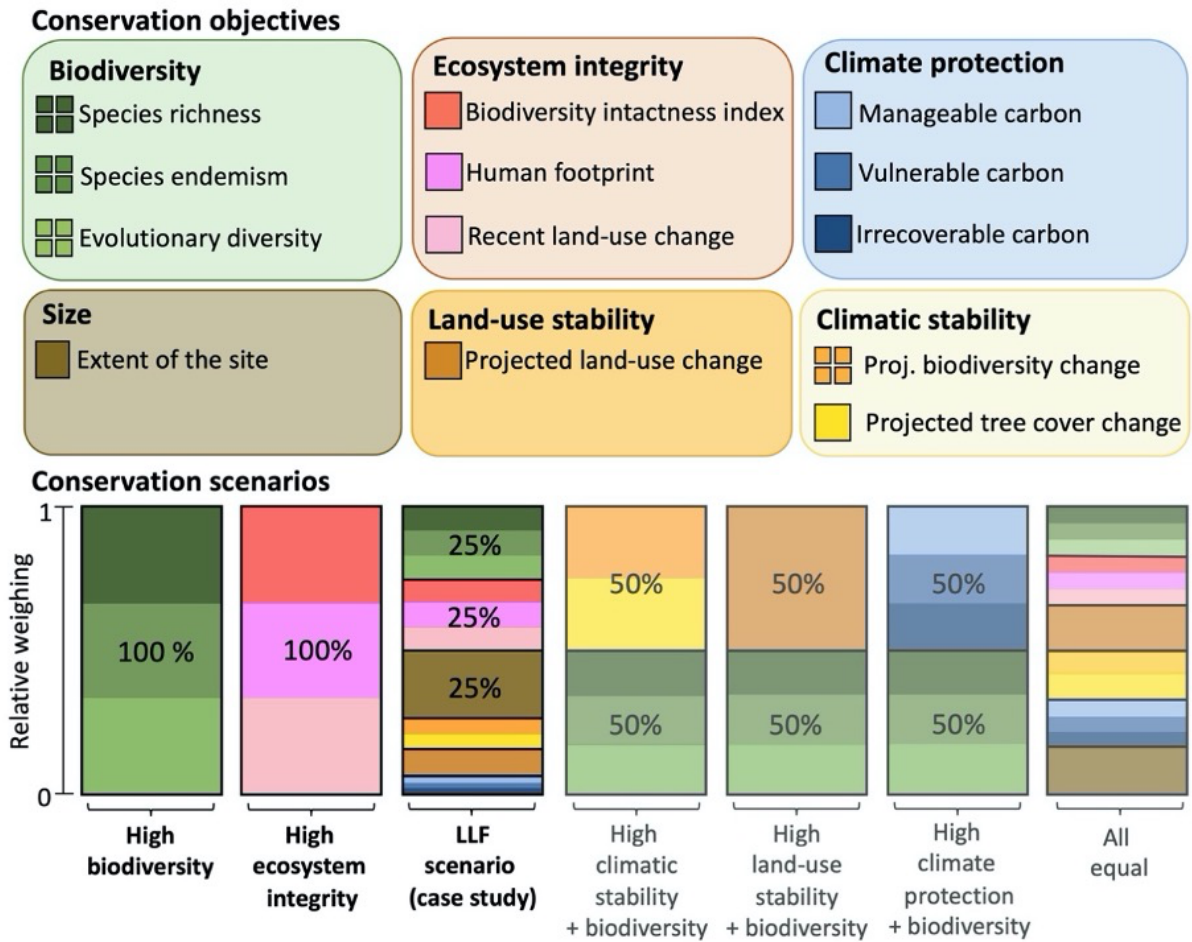 Conservation objectives
Biodiversity
Species richness
Species endemism
Evolutionary diversity
Ecosystem integrity
Biodiversity intactness index
Human footprint
Recent land-use change
Climate protection
Manageable carbon
Vulnerable carbon
Irrecoverable carbon
Size
Extent of the site
Land-use stability
Projected land-use change
Climatic stability
Proj. biodiversity change
Projected tree cover change
Conservation scenarios
Relative weighing
1
0
100 %
100%
25%
25%
25%
50%
50%
50%
50%
50%
50%
High
biodiversity
High
ecosystem
integrity
LLF
scenario
(case study)
High
climatic
stability
+ biodiversity
High
land-use
stability
+ biodiversity
High
climate
protection
+ biodiversity
All
equal